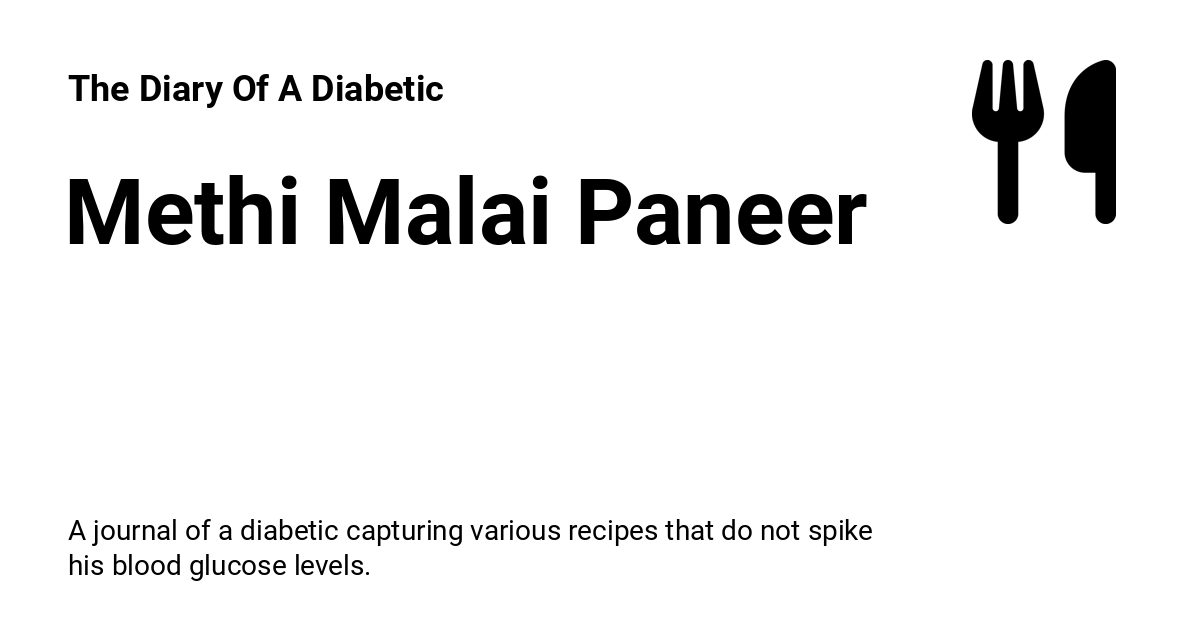 The Diary Of A Diabetic
Methi Malai Paneer
A journal of a diabetic capturing various recipes that do not spike
his blood glucose levels.